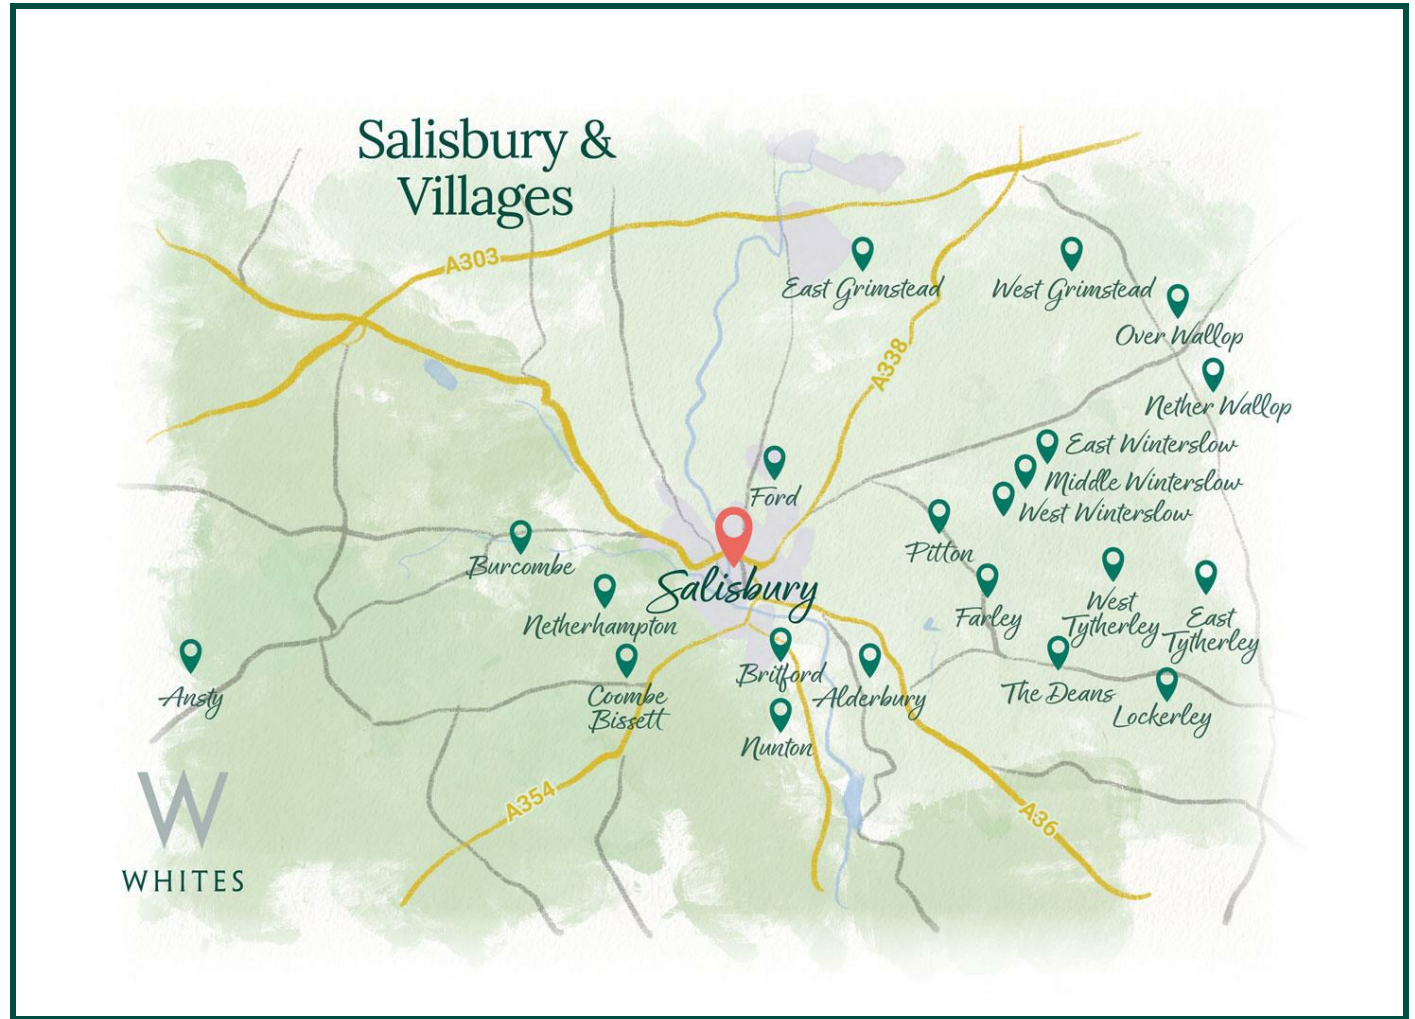 Salisbury &
Villages
A303
East Grimstead
West Grimstead
Over Wallop
A338
Nether Wallop
East Winterslow
Middle Winterslow
West Winterslow
Ford
Pitton
Burcombe
Salisbury
Netherhampton
Farley
West
Tytherley
East
Tytherley
Ansty
Coombe
Bissett
Britford
Alderbury
The Deans
Lockerley
Nunton
A354
A36
W
WHITES